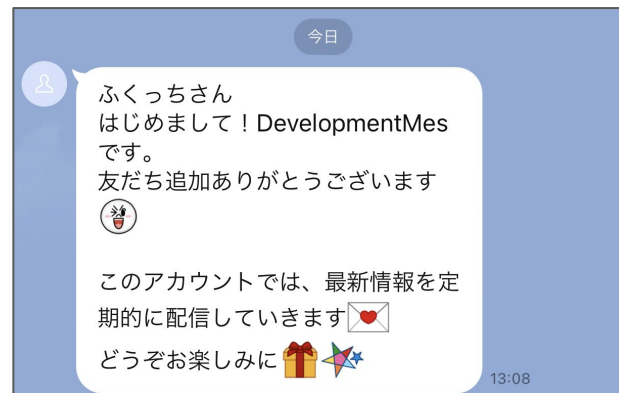 今日
ふくっちさん
はじめまして！DevelopmentMes
です。
友だち追加ありがとうございます
このアカウントでは、最新情報を定
期的に配信していきます
どうぞお楽しみに
13:08